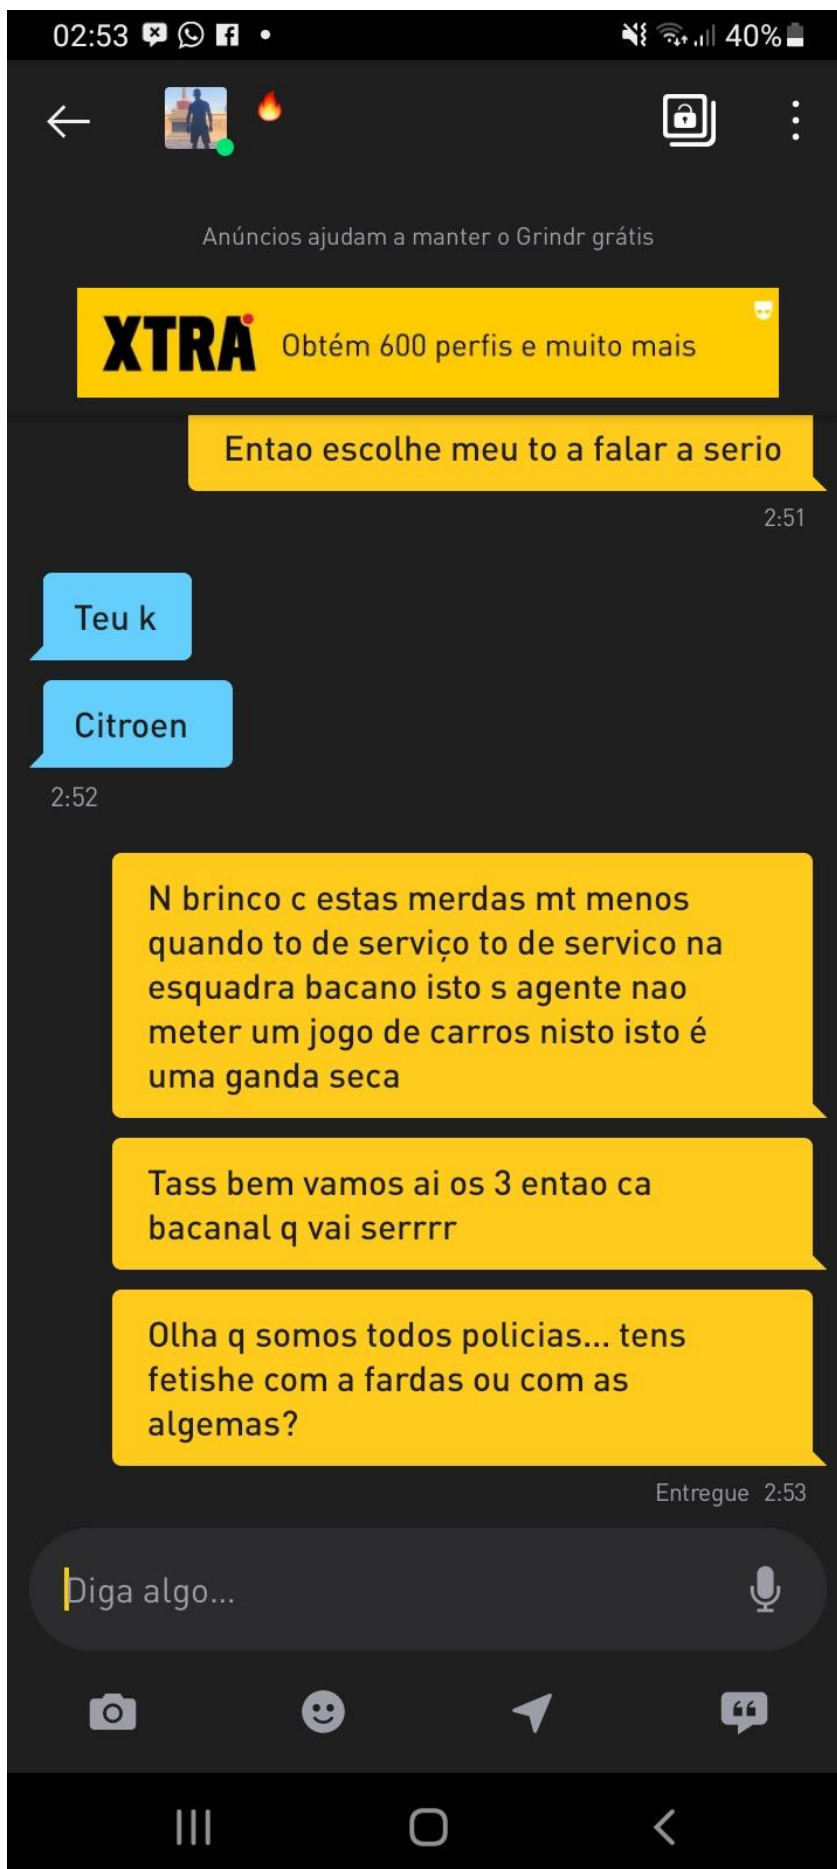 02:53
40%
🔥
Anúncios ajudam a manter o Grindr grátis
XTRA Obtém 600 perfis e muito mais
Entao escolhe meu to a falar a serio
2:51
Teu k
Citroen
2:52
N brinco c estas merdas mt menos
quando to de serviço to de servico na
esquadra bacano isto s agente nao
meter um jogo de carros nisto isto é
uma ganda seca
Tass bem vamos ai os 3 entao ca
bacanal q vai serrrr
Olha q somos todos policias... tens
fetishe com a fardas ou com as
algemas?
Entregue 2:53
Diga algo...